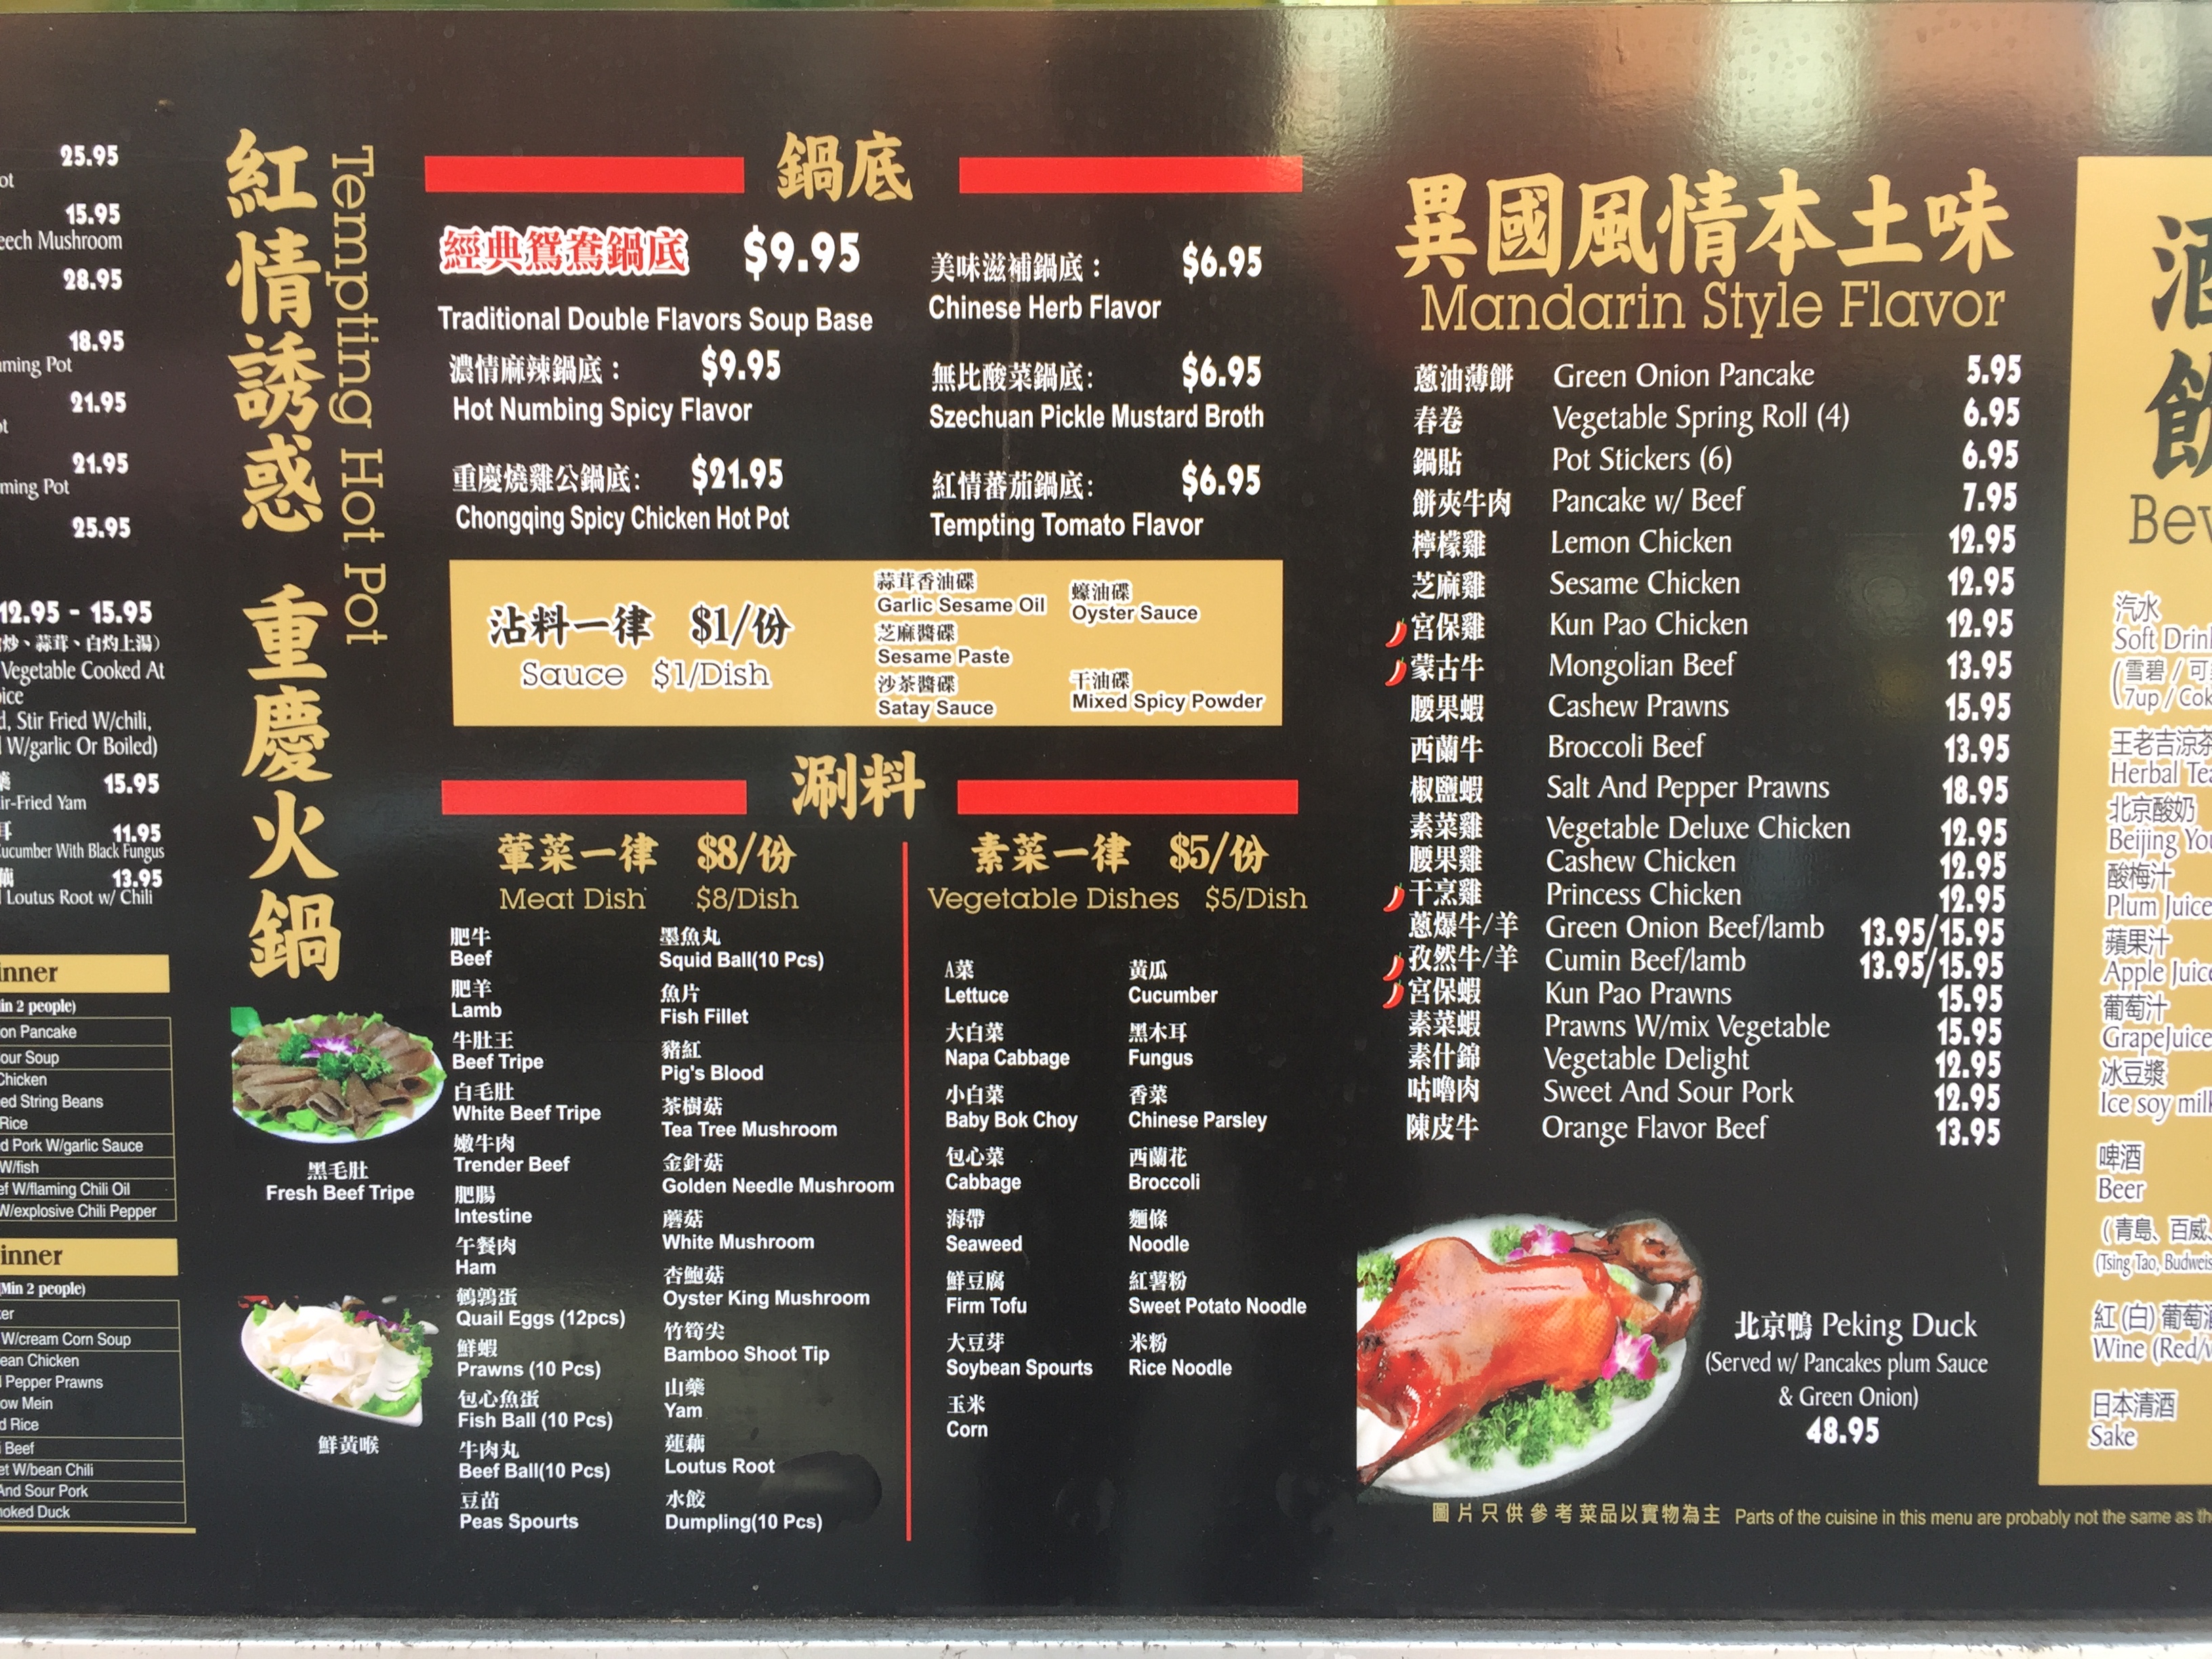 25.95
ot
15.95
eech Mushroom
28.95
18.95
aming Pot
21.95
ot
21.95
ming Pot
25.95
12.95 - 15.95
炒、蒜茸、白灼上湯）
Vegetable Cooked At
oice
d, Stir Fried W/chili,
d W/garlic Or Boiled)
藥 15.95
ir-Fried Yam
耳 11.95
Cucumber With Black Fungus
藕 13.95
d Loutus Root w/ Chili
inner
in 2 people)
on Pancake
our Soup
Chicken
ed String Beans
Rice
d Pork W/garlic Sauce
W/fish
ef W/flaming Chili Oil
W/explosive Chili Pepper
inner
(Min 2 people)
ker
W/cream Corn Soup
ean Chicken
d Pepper Prawns
ow Mein
d Rice
i Beef
et W/bean Chili
And Sour Pork
moked Duck
紅情誘惑 重慶火鍋
Tempting Hot Pot
黑毛肚
Fresh Beef Tripe
鮮黃喉
鍋底
經典鴛鴦鍋底 $9.95
Traditional Double Flavors Soup Base
濃情麻辣鍋底： $9.95
Hot Numbing Spicy Flavor
重慶燒雞公鍋底： $21.95
Chongqing Spicy Chicken Hot Pot
美味滋補鍋底： $6.95
Chinese Herb Flavor
無比酸菜鍋底： $6.95
Szechuan Pickle Mustard Broth
紅情蕃茄鍋底： $6.95
Tempting Tomato Flavor
沾料一律 $1/份
Sauce $1/Dish
蒜茸香油碟
Garlic Sesame Oil
芝麻醬碟
Sesame Paste
沙茶醬碟
Satay Sauce
蠔油碟
Oyster Sauce
干油碟
Mixed Spicy Powder
涮料
葷菜一律 $8/份
Meat Dish $8/Dish
肥牛
Beef
肥羊
Lamb
牛肚王
Beef Tripe
白毛肚
White Beef Tripe
嫩牛肉
Trender Beef
肥腸
Intestine
午餐肉
Ham
鵪鶉蛋
Quail Eggs (12pcs)
鮮蝦
Prawns (10 Pcs)
包心魚蛋
Fish Ball (10 Pcs)
牛肉丸
Beef Ball(10 Pcs)
豆苗
Peas Spourts
墨魚丸
Squid Ball(10 Pcs)
魚片
Fish Fillet
豬紅
Pig's Blood
茶樹菇
Tea Tree Mushroom
金針菇
Golden Needle Mushroom
蘑菇
White Mushroom
杏鮑菇
Oyster King Mushroom
竹筍尖
Bamboo Shoot Tip
山藥
Yam
蓮藕
Loutus Root
水餃
Dumpling(10 Pcs)
素菜一律 $5/份
Vegetable Dishes $5/Dish
A菜
Lettuce
大白菜
Napa Cabbage
小白菜
Baby Bok Choy
包心菜
Cabbage
海帶
Seaweed
鮮豆腐
Firm Tofu
大豆芽
Soybean Spourts
玉米
Corn
黃瓜
Cucumber
黑木耳
Fungus
香菜
Chinese Parsley
西蘭花
Broccoli
麵條
Noodle
紅薯粉
Sweet Potato Noodle
米粉
Rice Noodle
異國風情本土味
Mandarin Style Flavor
蔥油薄餅 Green Onion Pancake 5.95
春卷 Vegetable Spring Roll (4) 6.95
鍋貼 Pot Stickers (6) 6.95
餅夾牛肉 Pancake w/ Beef 7.95
檸檬雞 Lemon Chicken 12.95
芝麻雞 Sesame Chicken 12.95
宮保雞 Kun Pao Chicken 12.95
蒙古牛 Mongolian Beef 13.95
腰果蝦 Cashew Prawns 15.95
西蘭牛 Broccoli Beef 13.95
椒鹽蝦 Salt And Pepper Prawns 18.95
素菜雞 Vegetable Deluxe Chicken 12.95
腰果雞 Cashew Chicken 12.95
干烹雞 Princess Chicken 12.95
蔥爆牛/羊 Green Onion Beef/lamb 13.95/15.95
孜然牛/羊 Cumin Beef/lamb 13.95/15.95
宮保蝦 Kun Pao Prawns 15.95
素菜蝦 Prawns W/mix Vegetable 15.95
素什錦 Vegetable Delight 12.95
咕嚕肉 Sweet And Sour Pork 12.95
陳皮牛 Orange Flavor Beef 13.95
北京鴨 Peking Duck
(Served w/ Pancakes plum Sauce
& Green Onion)
48.95
圖片只供參考菜品以實物為主 Parts of the cuisine in this menu are probably not the same as th
酒
飲
Bev
汽水
Soft Drin
(雪碧 / 可
7up / Cok
王老吉涼茶
Herbal Tea
北京酸奶
Beijing You
酸梅汁
Plum Juice
蘋果汁
Apple Juice
葡萄汁
GrapeJuice
冰豆漿
Ice soy milk
啤酒
Beer
(青島、百威、
(Tsing Tao, Budweis
紅 (白) 葡萄酒
Wine (Red/w
日本清酒
Sake